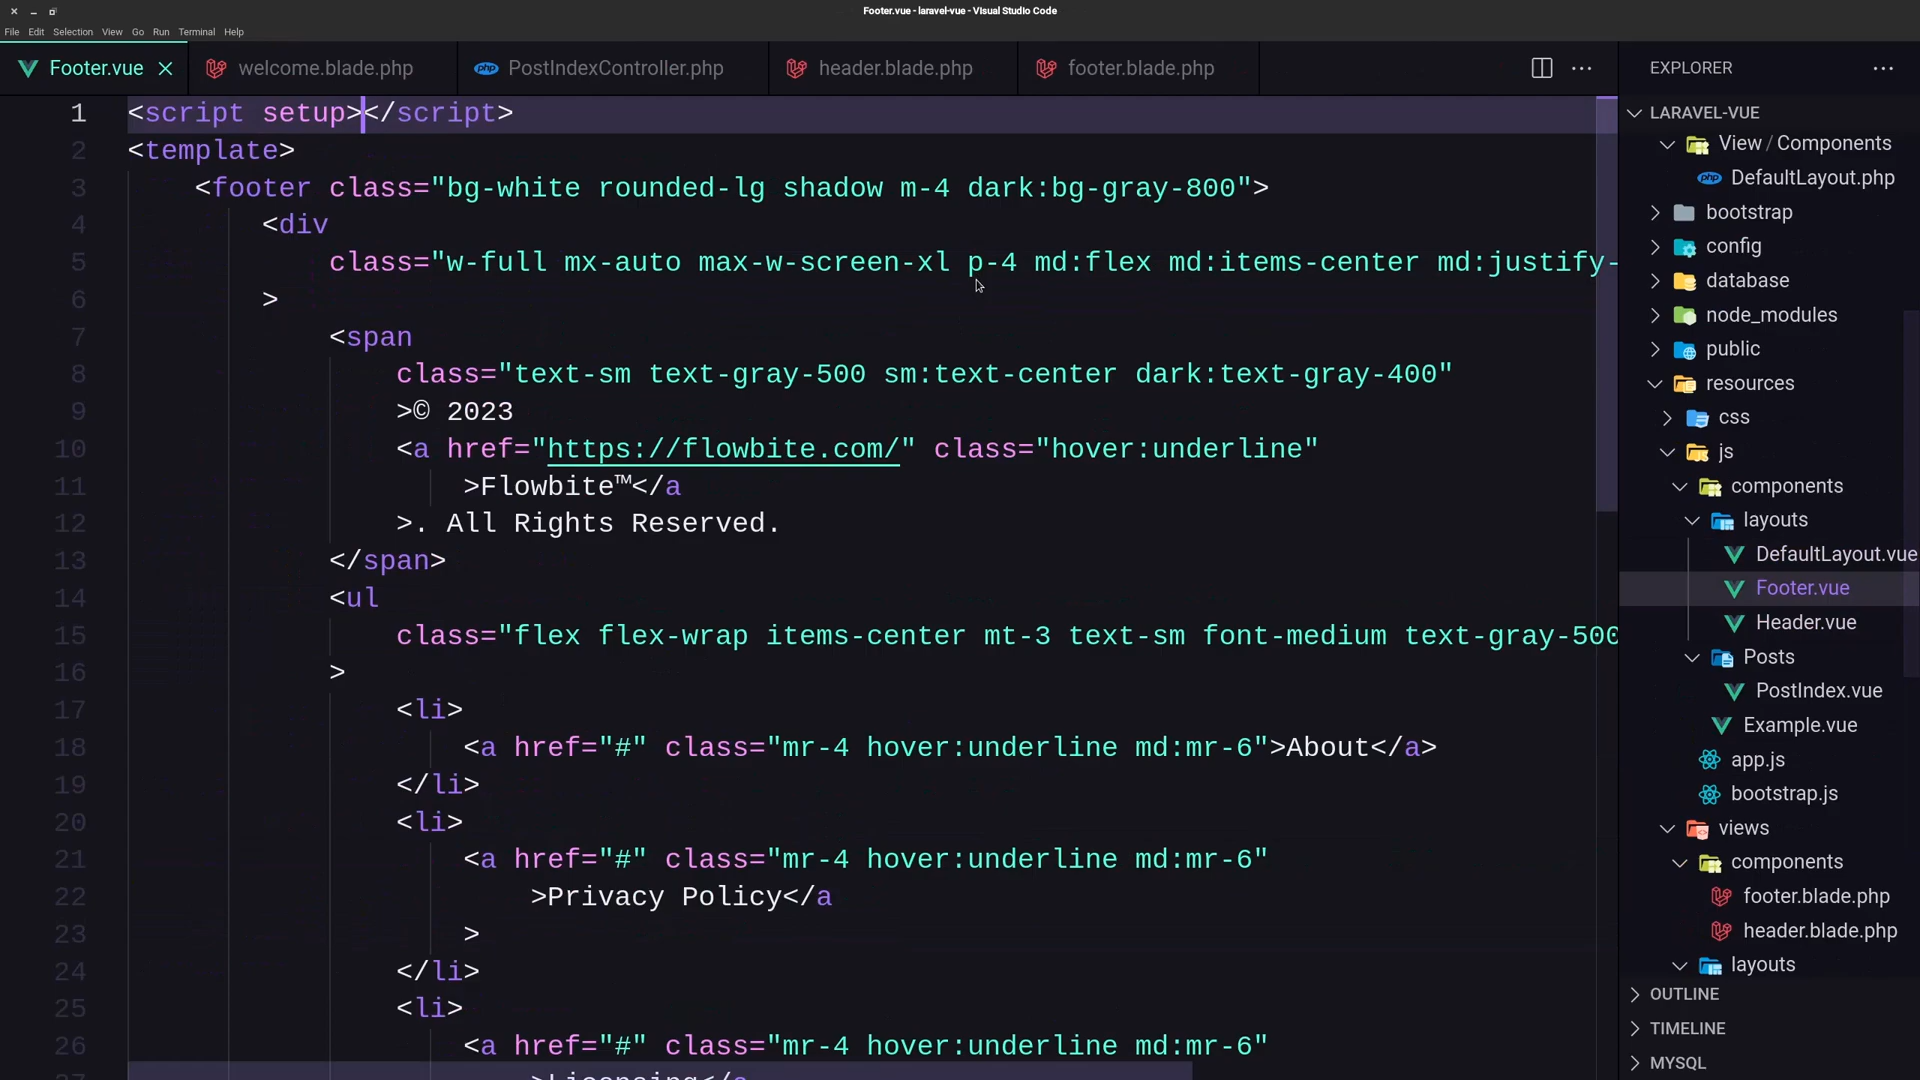 Footer.vue - laravel-vue - Visual Studio Code
File Edit Selection View Go Run Terminal Help
Footer.vue welcome.blade.php PostIndexController.php header.blade.php footer.blade.php
1 <script setup></script>
2 <template>
3 <footer class="bg-white rounded-lg shadow m-4 dark:bg-gray-800">
4 <div
5 class="w-full mx-auto max-w-screen-xl p-4 md:flex md:items-center md:justify-
6 >
7 <span
8 class="text-sm text-gray-500 sm:text-center dark:text-gray-400"
9 >© 2023
10 <a href="https://flowbite.com/" class="hover:underline"
11 >Flowbite™</a
12 >. All Rights Reserved.
13 </span>
14 <ul
15 class="flex flex-wrap items-center mt-3 text-sm font-medium text-gray-500
16 >
17 <li>
18 <a href="#" class="mr-4 hover:underline md:mr-6">About</a>
19 </li>
20 <li>
21 <a href="#" class="mr-4 hover:underline md:mr-6"
22 >Privacy Policy</a
23 >
24 </li>
25 <li>
26 <a href="#" class="mr-4 hover:underline md:mr-6"
27 >Licensing</a
EXPLORER
LARAVEL-VUE
View / Components
php DefaultLayout.php
bootstrap
config
database
node_modules
public
resources
css
js
components
layouts
DefaultLayout.vue
Footer.vue
Header.vue
Posts
PostIndex.vue
Example.vue
app.js
bootstrap.js
views
components
footer.blade.php
header.blade.php
layouts
OUTLINE
TIMELINE
MYSQL